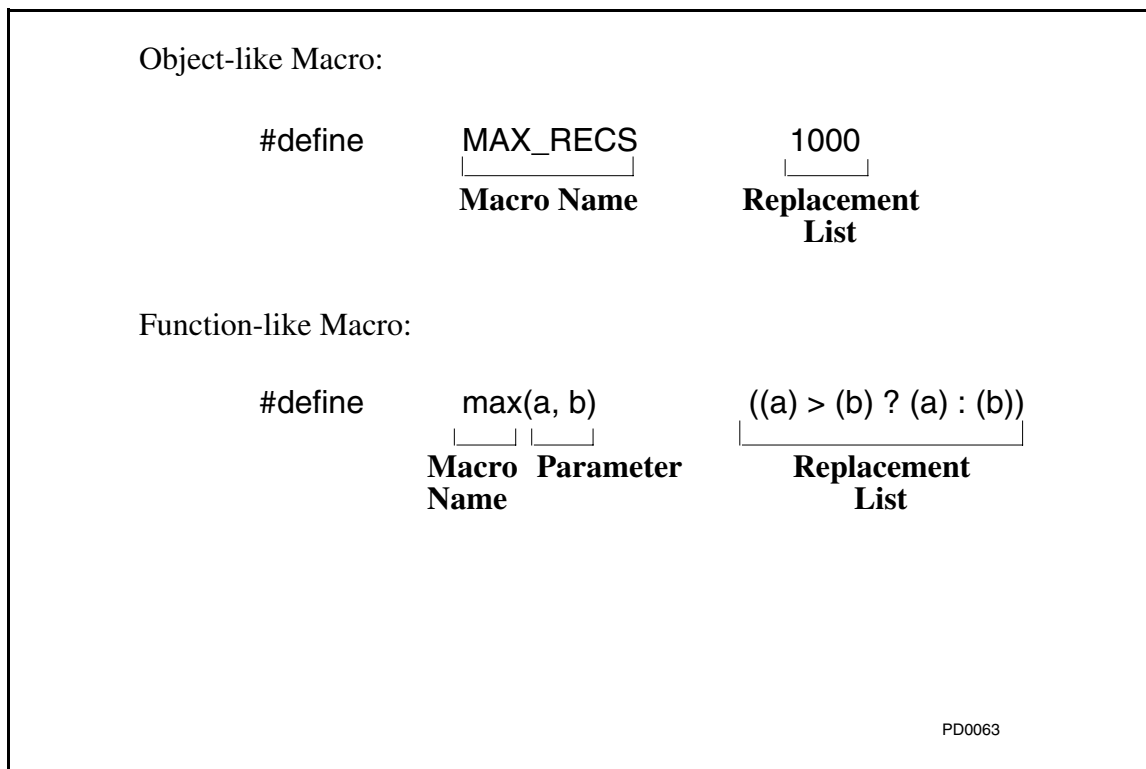 Object-like Macro:
#define MAX_RECS 1000
Macro Name Replacement
List
Function-like Macro:
#define max(a, b) ((a) > (b) ? (a) : (b))
Macro Parameter Replacement
Name List
PD0063